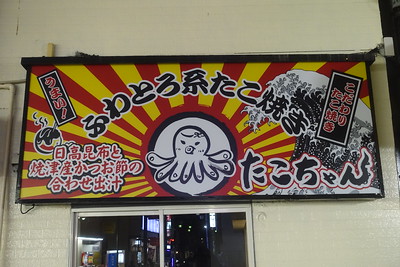 うまい!
ふわとろ系たこ焼き
こだわり
たこ焼き
日高昆布と
焼津産かつお節の
合わせ出汁
たこちゃん